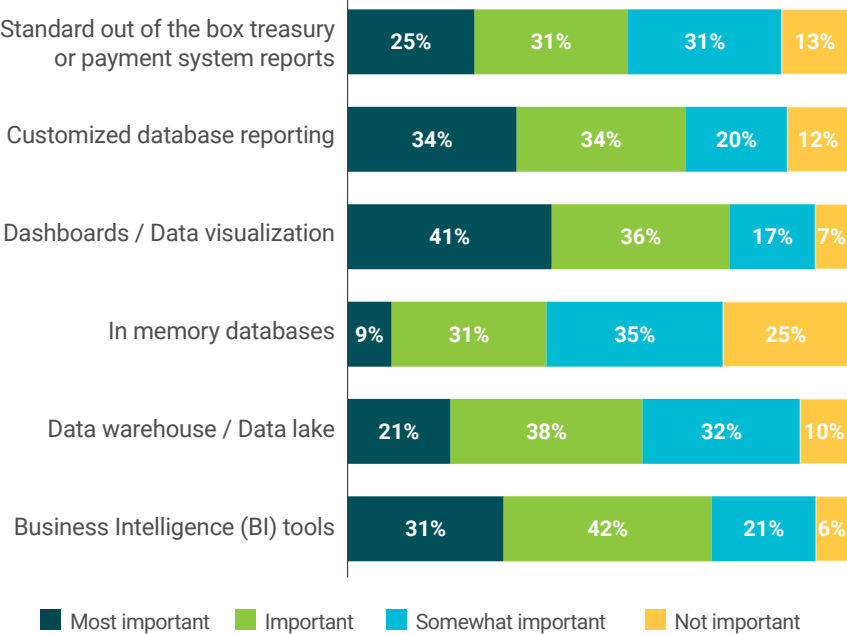 Standard out of the box treasury
or payment system reports
25% 31% 31% 13%
Customized database reporting
34% 34% 20% 12%
Dashboards / Data visualization
41% 36% 17% 7%
In memory databases
9% 31% 35% 25%
Data warehouse / Data lake
21% 38% 32% 10%
Business Intelligence (BI) tools
31% 42% 21% 6%
Most important Important Somewhat important Not important